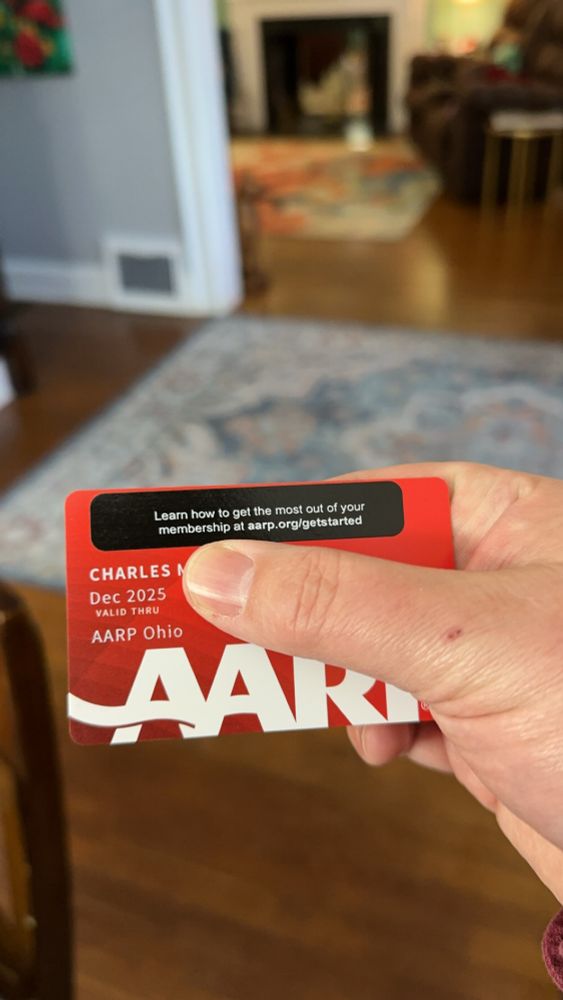 Learn how to get the most out of your
membership at aarp.org/getstarted
CHARLES
Dec 2025
VALID THRU
AARP Ohio
AARP
®